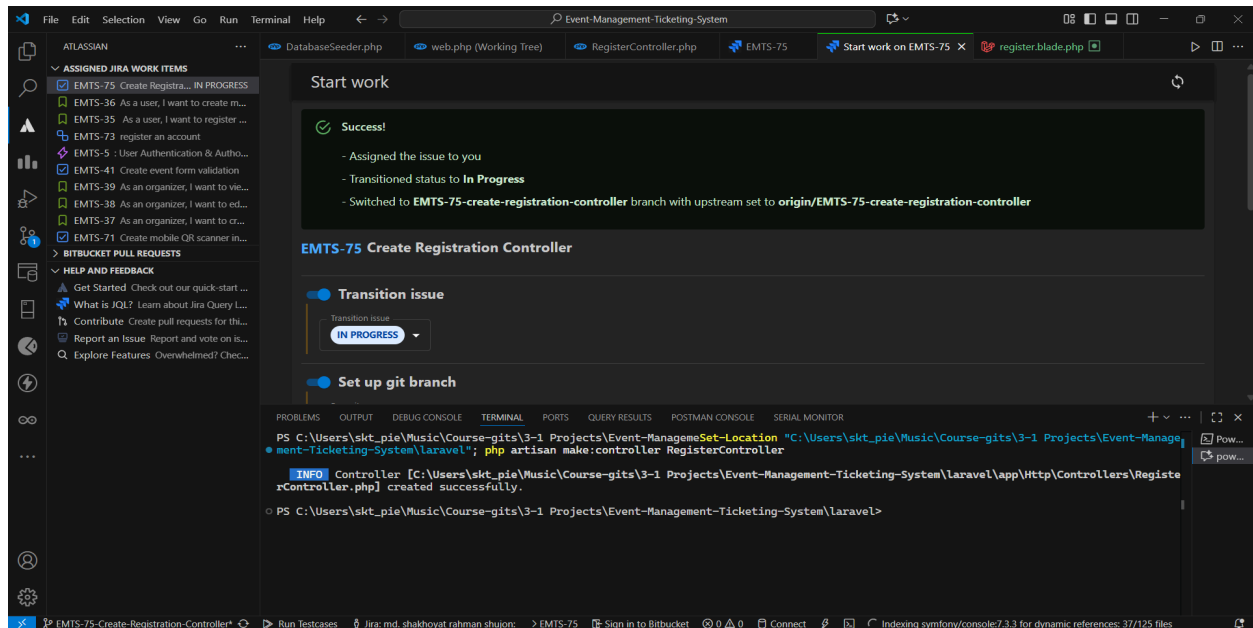 File Edit Selection View Go Run Terminal Help
Event-Management-Ticketing-System
ATLASSIAN
DatabaseSeeder.php
web.php (Working Tree)
RegisterController.php
EMTS-75
Start work on EMTS-75
register.blade.php
ASSIGNED JIRA WORK ITEMS
EMTS-75 Create Registra... IN PROGRESS
EMTS-36 As a user, I want to create m...
EMTS-35 As a user, I want to register ...
EMTS-73 register an account
EMTS-5 : User Authentication & Autho...
EMTS-41 Create event form validation
EMTS-39 As an organizer, I want to vie...
EMTS-38 As an organizer, I want to ed...
EMTS-37 As an organizer, I want to cr...
EMTS-71 Create mobile QR scanner in...
BITBUCKET PULL REQUESTS
HELP AND FEEDBACK
Get Started Check out our quick-start ...
What is JQL? Learn about Jira Query L...
Contribute Create pull requests for thi...
Report an Issue Report and vote on is...
Explore Features Overwhelmed? Chec...
1
Start work
Success!
- Assigned the issue to you
- Transitioned status to In Progress
- Switched to EMTS-75-create-registration-controller branch with upstream set to origin/EMTS-75-create-registration-controller
EMTS-75 Create Registration Controller
Transition issue
Transition issue
IN PROGRESS
Set up git branch
PROBLEMS OUTPUT DEBUG CONSOLE TERMINAL PORTS QUERY RESULTS POSTMAN CONSOLE SERIAL MONITOR
PS C:\Users\skt_pie\Music\Course-gits\3-1 Projects\Event-ManagemeSet-Location "C:\Users\skt_pie\Music\Course-gits\3-1 Projects\Event-Manage
ment-Ticketing-System\laravel"; php artisan make:controller RegisterController
INFO Controller [C:\Users\skt_pie\Music\Course-gits\3-1 Projects\Event-Management-Ticketing-System\laravel\app\Http\Controllers\Registe
rController.php] created successfully.
PS C:\Users\skt_pie\Music\Course-gits\3-1 Projects\Event-Management-Ticketing-System\laravel>
Pow...
pow...
EMTS-75-Create-Registration-Controller* Run Testcases Jira: md. shakhoyat rahman shujon: >EMTS-75 Sign in to Bitbucket 0 0 0 Connect Indexing symfony/console:7.3.3 for dynamic references: 37/125 files